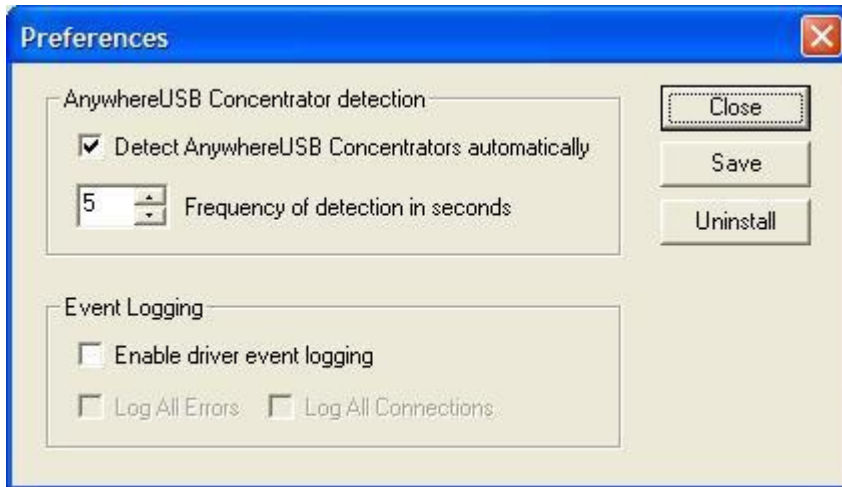 Preferences
AnywhereUSB Concentrator detection
Detect AnywhereUSB Concentrators automatically
5 Frequency of detection in seconds
Close
Save
Uninstall
Event Logging
Enable driver event logging
Log All Errors Log All Connections